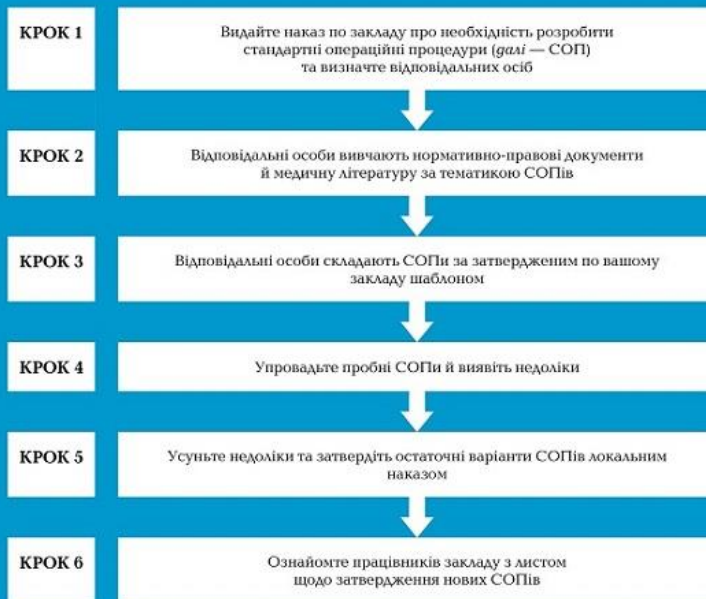 КРОК 1
Видайте наказ по закладу про необхідність розробити
стандартні операційні процедури (далі — СОП)
та визначте відповідальних осіб
КРОК 2
Відповідальні особи вивчають нормативно-правові документи
й медичну літературу за тематикою СОПів
КРОК 3
Відповідальні особи складають СОПи за затвердженим по вашому
закладу шаблоном
КРОК 4
Упровадьте пробні СОПи й виявіть недоліки
КРОК 5
Усуньте недоліки та затвердіть остаточні варіанти СОПів локальним
наказом
КРОК 6
Ознайомте працівників закладу з листом
щодо затвердження нових СОПів